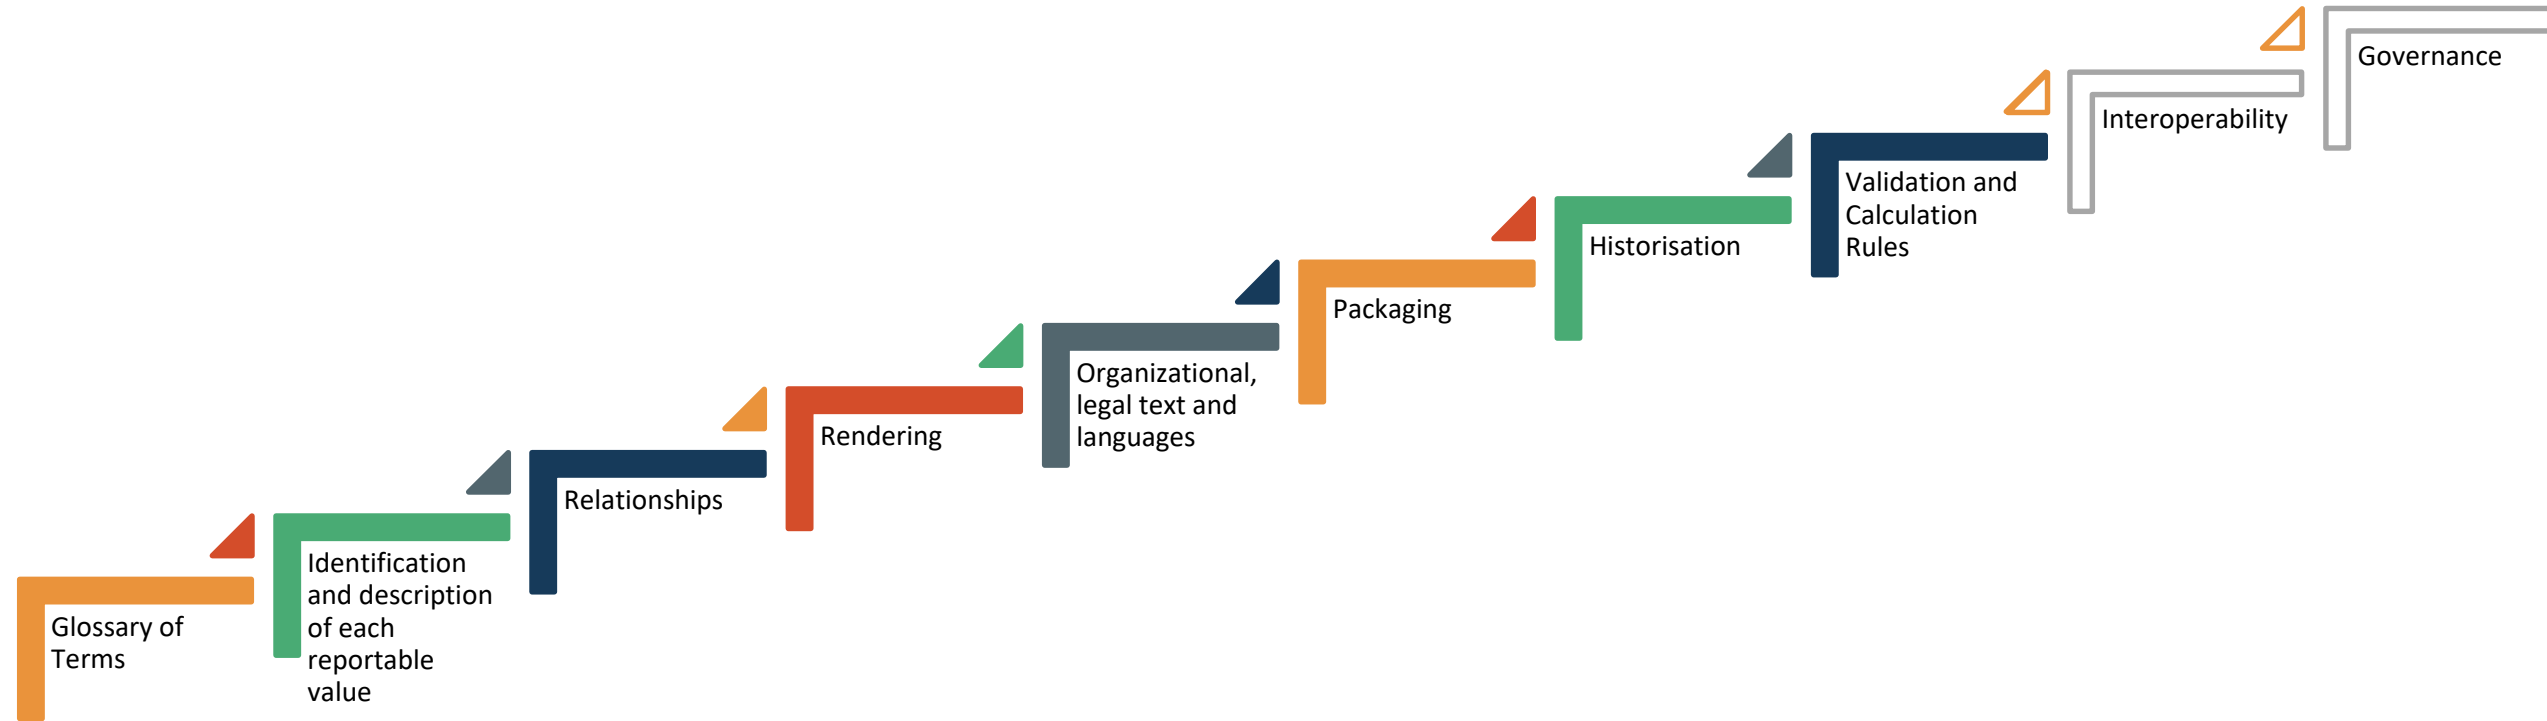 Glossary of
Terms
Identification
and description
of each
reportable
value
Relationships
Rendering
Organizational,
legal text and
languages
Packaging
Historisation
Validation and
Calculation
Rules
Interoperability
Governance